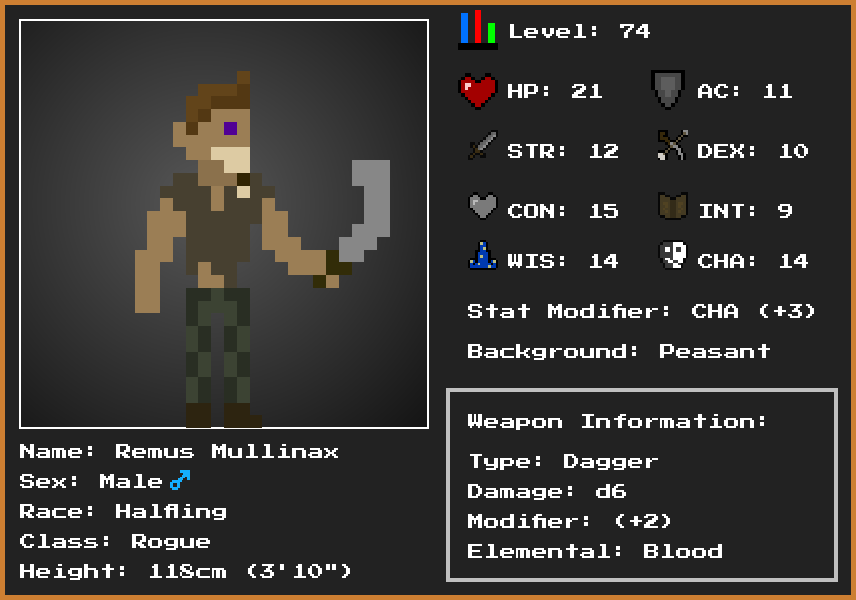 Level: 74
HP: 21 AC: 11
STR: 12 DEX: 10
CON: 15 INT: 9
WIS: 14 CHA: 14
Stat Modifier: CHA (+3)
Background: Peasant
Weapon Information:
Type: Dagger
Damage: d6
Modifier: (+2)
Elemental: Blood
Name: Remus Mullinax
Sex: Male ♂
Race: Halfling
Class: Rogue
Height: 118cm (3'10")